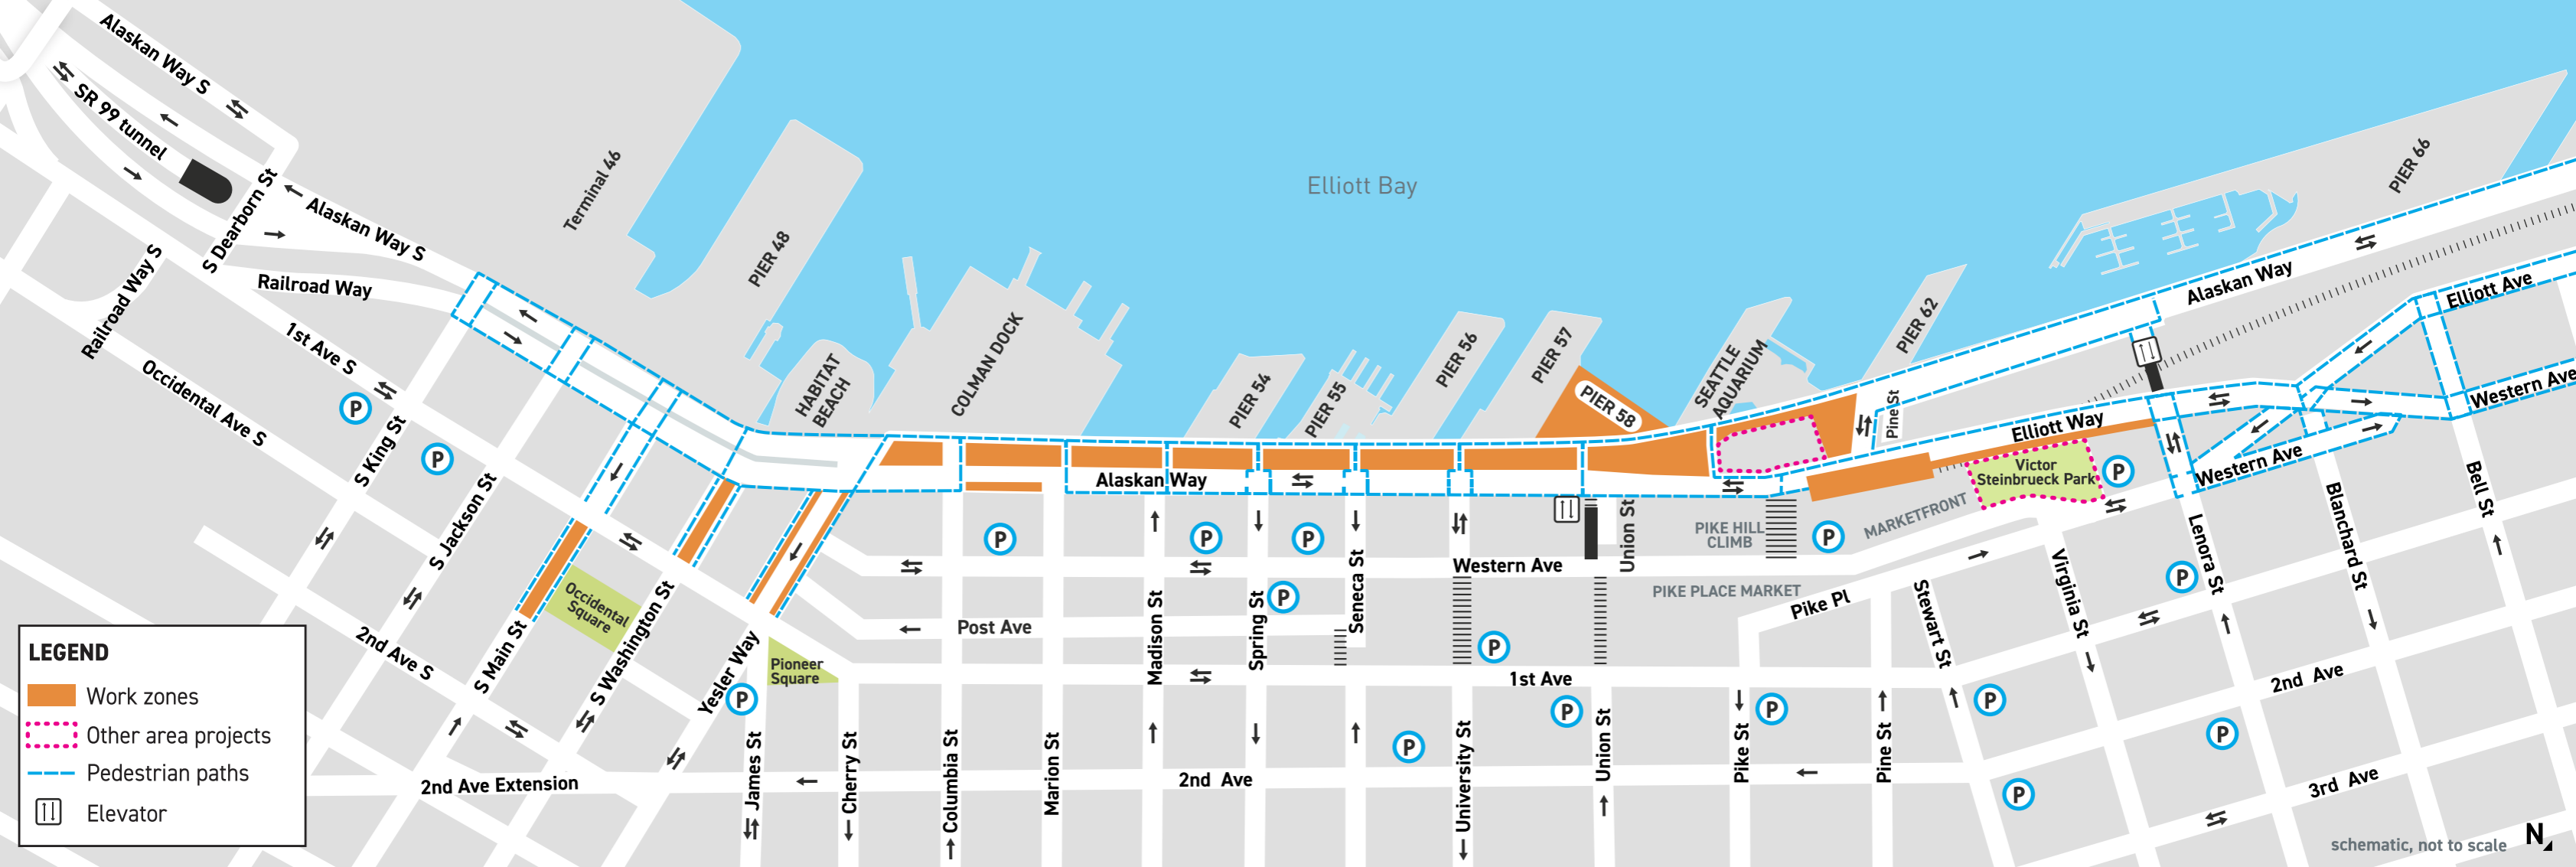 Alaskan Way S
SR 99 tunnel
S Dearborn St
Alaskan Way S
Railroad Way
Railroad Way S
1st Ave S
Occidental Ave S
P
P
S King St
S Jackson St
2nd Ave S
S Main St
Occidental
Square
S Washington St
Yesler Way
P
Pioneer
Square
2nd Ave Extension
Terminal 46
PIER 48
HABITAT
BEACH
COLMAN DOCK
Elliott Bay
PIER 54
PIER 55
PIER 56
PIER 57
PIER 58
SEATTLE
AQUARIUM
PIER 62
PIER 66
Alaskan Way
Pine St
Alaskan Way
Elliott Way
Elliott Ave
Western Ave
Western Ave
Victor
Steinbrueck Park
P
P
P
P
P
P
Union St
PIKE HILL
CLIMB
P
MARKETFRONT
Western Ave
PIKE PLACE MARKET
Pike Pl
Post Ave
Madison St
Spring St
Seneca St
P
1st Ave
P
P
P
P
James St
Cherry St
Columbia St
Marion St
2nd Ave
University St
Union St
Pike St
Pine St
Stewart St
Virginia St
Lenora St
Blanchard St
Bell St
P
P
P
2nd Ave
3rd Ave
LEGEND
Work zones
Other area projects
Pedestrian paths
Elevator
schematic, not to scale
N